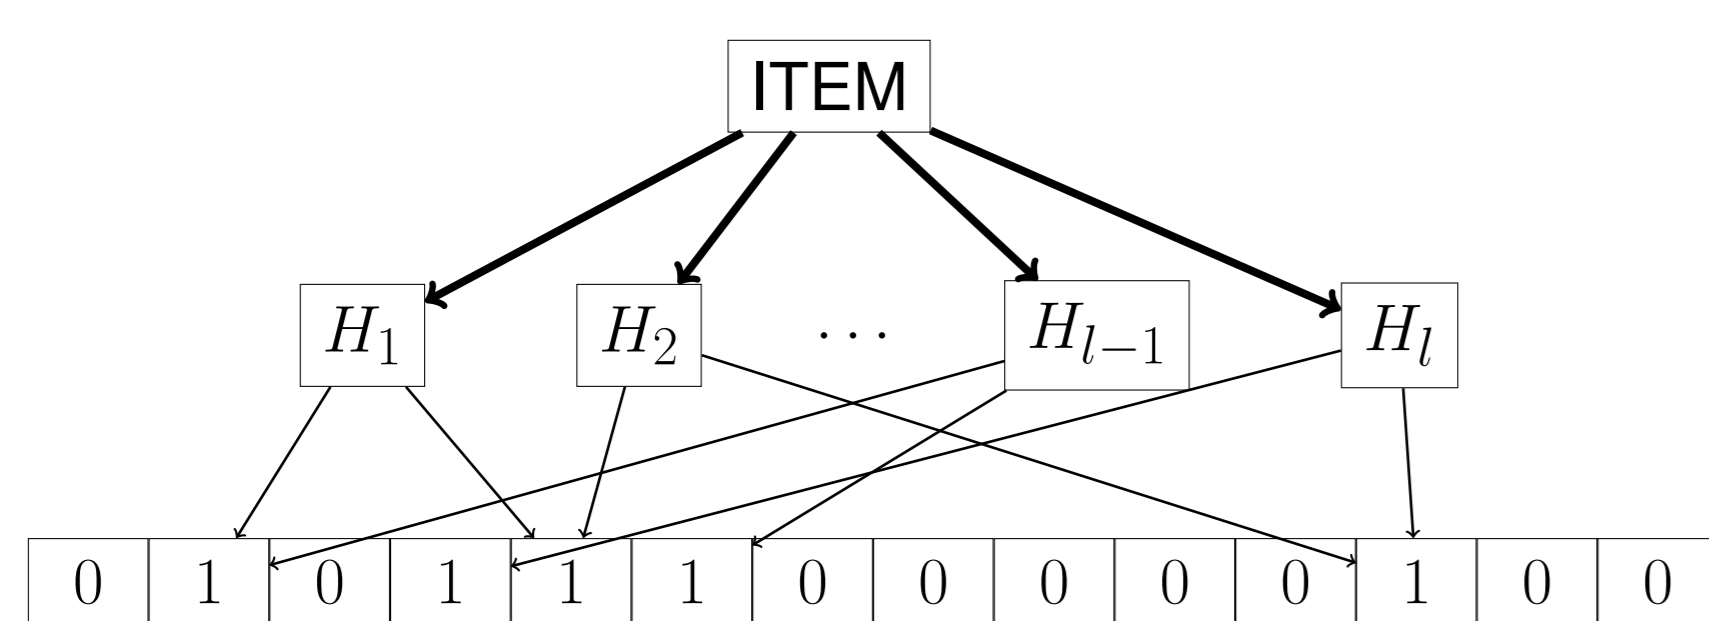 ITEM
H₁ H₂ ··· Hₗ₋₁ Hₗ
0 1 0 1 1 1 0 0 0 0 0 1 0 0